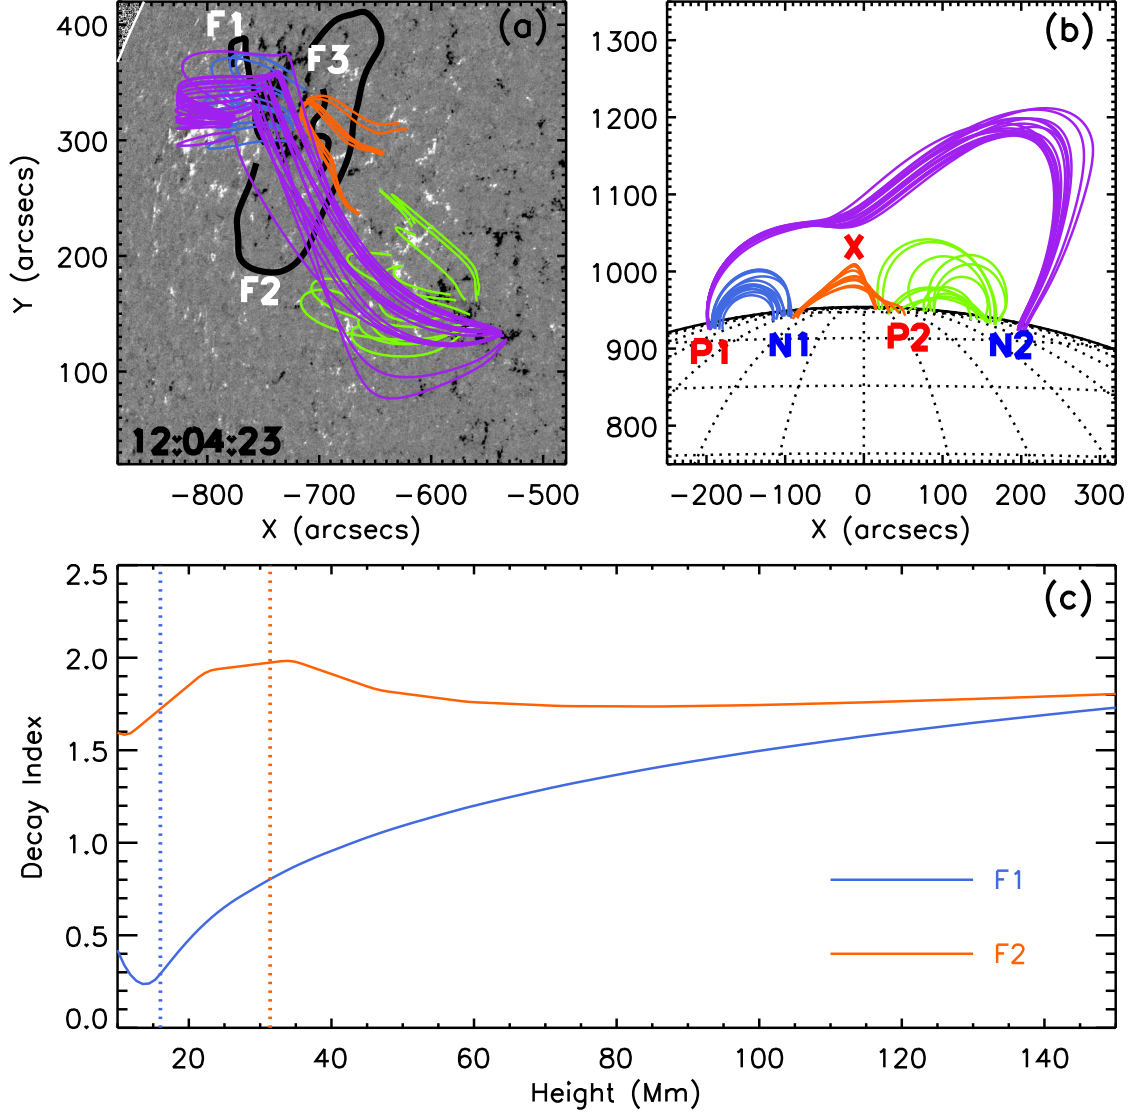 400
300
200
100
Y (arcsecs)
F1
F3
F2
(a)
12:04:23
−800 −700 −600 −500
X (arcsecs)
1300
1200
1100
1000
900
800
(b)
X
P1 N1 P2 N2
−200 −100 0 100 200 300
X (arcsecs)
2.5
2.0
1.5
1.0
0.5
0.0
Decay Index
(c)
F1
F2
20 40 60 80 100 120 140
Height (Mm)